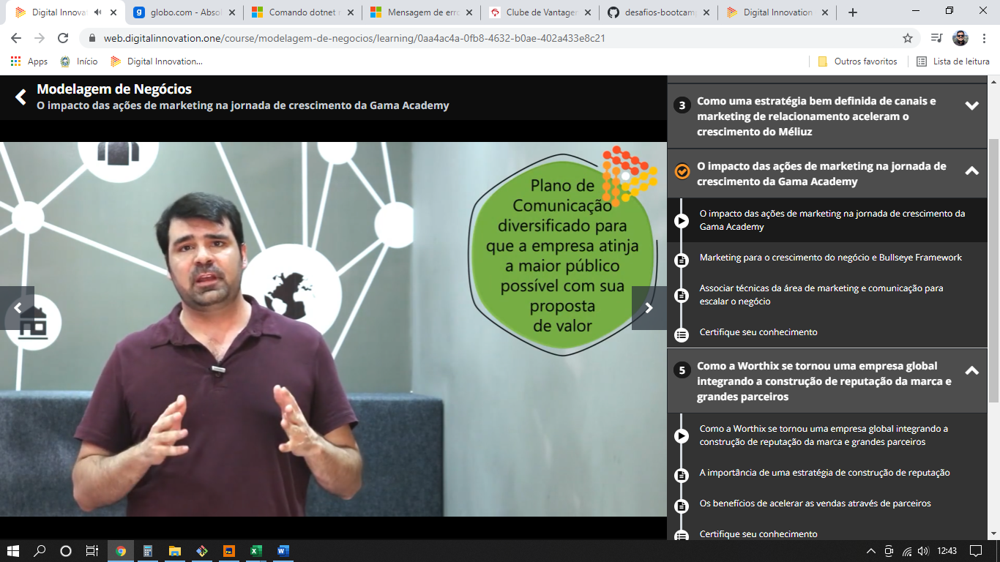 Digital Innovat
globo.com - Absol
Comando dotnet r
Mensagem de erro
Clube de Vantager
desafios-bootcam
Digital Innovation
web.digitalinnovation.one/course/modelagem-de-negocios/learning/0aa4ac4a-0fb8-4632-b0ae-402a433e8c21
Apps
Início
Digital Innovation...
Outros favoritos
Lista de leitura
Modelagem de Negócios
O impacto das ações de marketing na jornada de crescimento da Gama Academy
Plano de
Comunicação
diversificado para
que a empresa atinja
a maior público
possível com sua
proposta
de valor
3
Como uma estratégia bem definida de canais e
marketing de relacionamento aceleram o
crescimento do Méliuz
O impacto das ações de marketing na jornada de
crescimento da Gama Academy
O impacto das ações de marketing na jornada de crescimento da
Gama Academy
Marketing para o crescimento do negócio e Bullseye Framework
Associar técnicas da área de marketing e comunicação para
escalar o negócio
Certifique seu conhecimento
5
Como a Worthix se tornou uma empresa global
integrando a construção de reputação da marca e
grandes parceiros
Como a Worthix se tornou uma empresa global integrando a
construção de reputação da marca e grandes parceiros
A importância de uma estratégia de construção de reputação
Os benefícios de acelerar as vendas através de parceiros
Certifique seu conhecimento
12:43